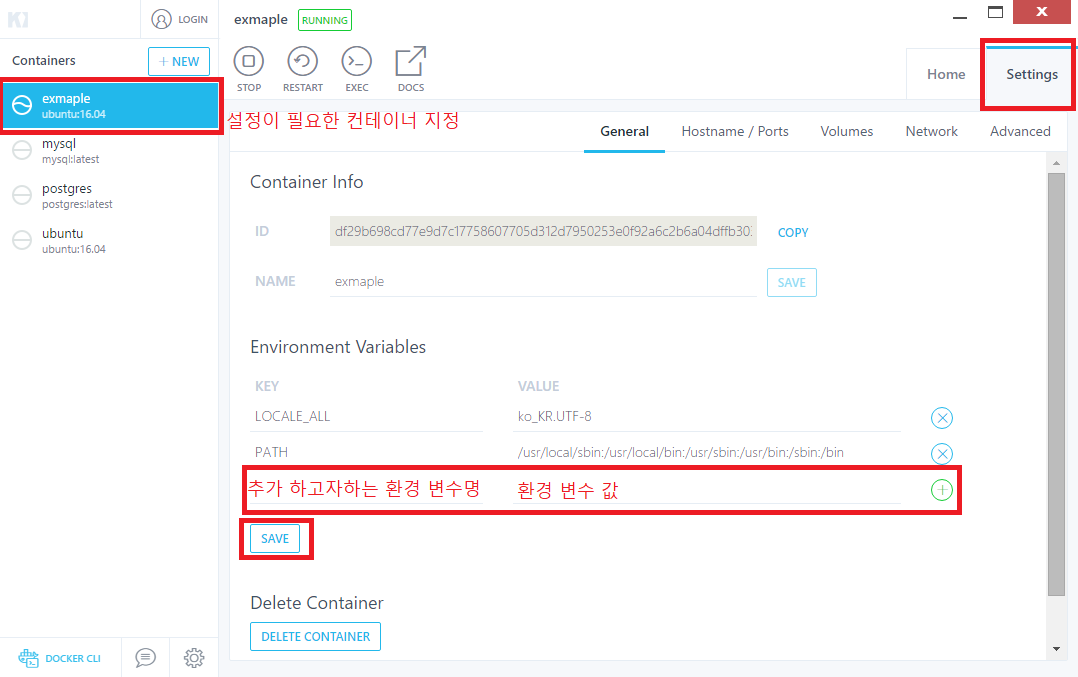 LOGIN
exmaple RUNNING
Containers
+ NEW
STOP
RESTART
EXEC
DOCS
Home
Settings
exmaple
ubuntu:16.04
mysql
mysql:latest
postgres
postgres:latest
ubuntu
ubuntu:16.04
설정이 필요한 컨테이너 지정
General
Hostname / Ports
Volumes
Network
Advanced
Container Info
ID
df29b698cd77e9d7c17758607705d312d7950253e0f92a6c2b6a04dffb30
COPY
NAME
exmaple
SAVE
Environment Variables
KEY
VALUE
LOCALE_ALL
ko_KR.UTF-8
PATH
/usr/local/sbin:/usr/local/bin:/usr/sbin:/usr/bin:/sbin:/bin
추가 하고자하는 환경 변수명
환경 변수 값
SAVE
Delete Container
DELETE CONTAINER
DOCKER CLI